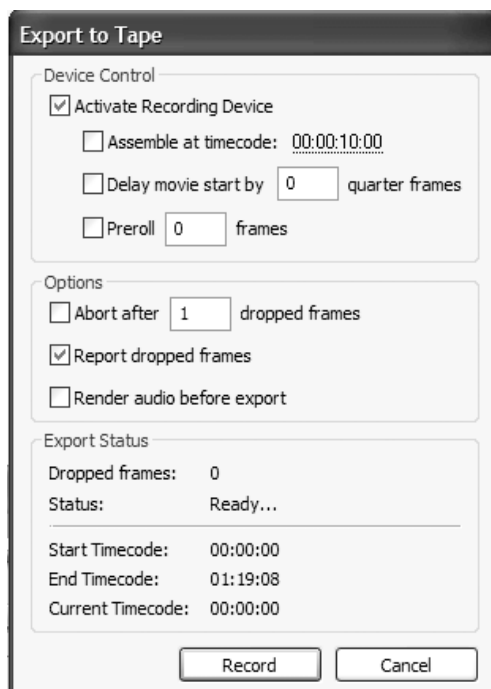 Export to Tape
Device Control
Activate Recording Device
Assemble at timecode: 00:00:10:00
Delay movie start by 0 quarter frames
Preroll 0 frames
Options
Abort after 1 dropped frames
Report dropped frames
Render audio before export
Export Status
Dropped frames: 0
Status: Ready...
Start Timecode: 00:00:00
End Timecode: 01:19:08
Current Timecode: 00:00:00
Record Cancel